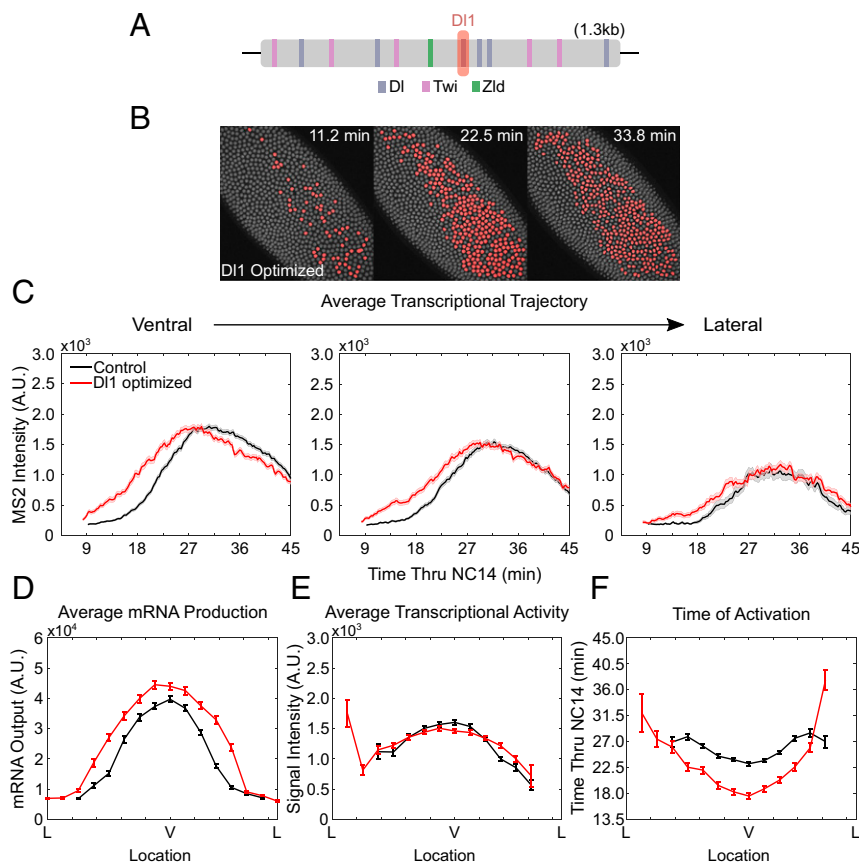 A
Dl1
(1.3kb)
Dl Twi Zld
B
11.2 min 22.5 min 33.8 min
Dl1 Optimized
C
Average Transcriptional Trajectory
Ventral Lateral
x10³ x10³ x10³
Control
Dl1 optimized
MS2 Intensity (A.U.)
3.0 3.0 3.0
2.5 2.5 2.5
2.0 2.0 2.0
1.5 1.5 1.5
1.0 1.0 1.0
0.5 0.5 0.5
0 0 0
9 18 27 36 45 9 18 27 36 45 9 18 27 36 45
Time Thru NC14 (min)
D E F
Average mRNA Production Average Transcriptional Activity Time of Activation
x10⁴ x10³
mRNA Output (A.U.)
6
5
4
3
2
1
0
L V L
Location
Signal Intensity (A.U.)
3.0
2.5
2.0
1.5
1.0
0.5
0
L V L
Location
Time Thru NC14 (min)
45.0
40.5
36.0
31.5
27.0
22.5
18.0
13.5
L V L
Location